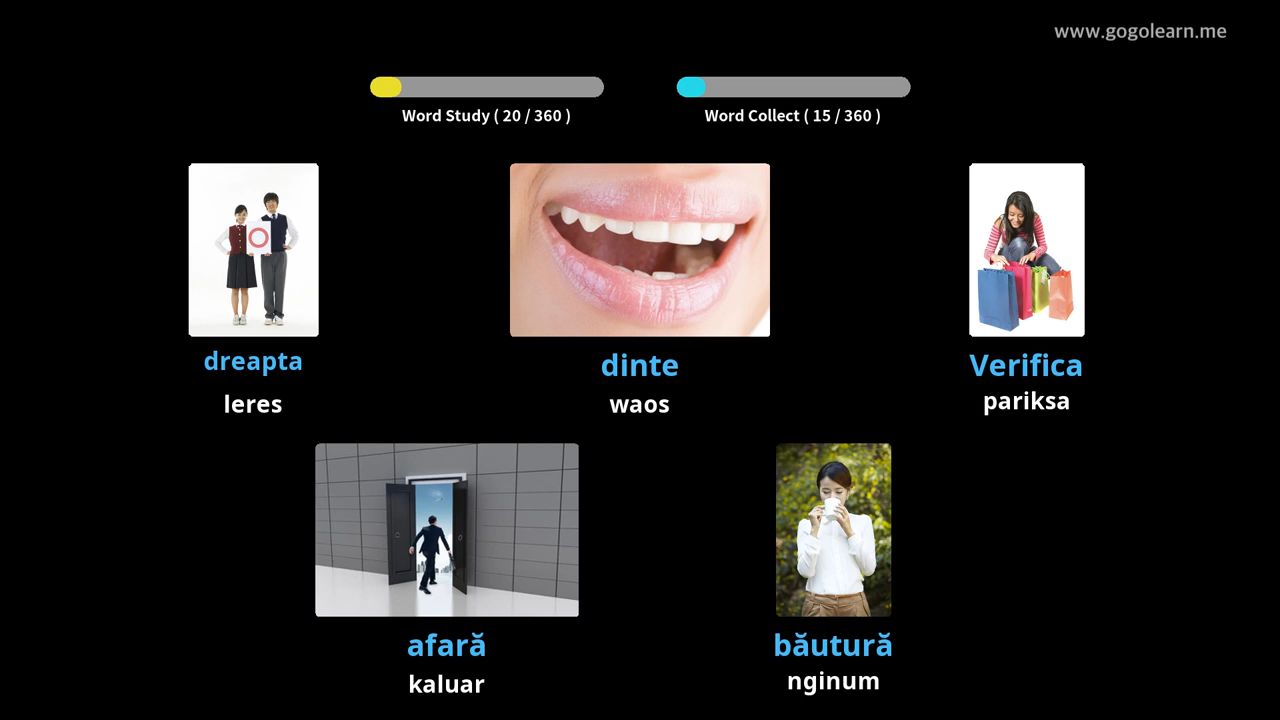 www.gogolearn.me
Word Study ( 20 / 360 )
Word Collect ( 15 / 360 )
dreapta
leres
dinte
waos
Verifica
pariksa
afară
kaluar
băutură
nginum